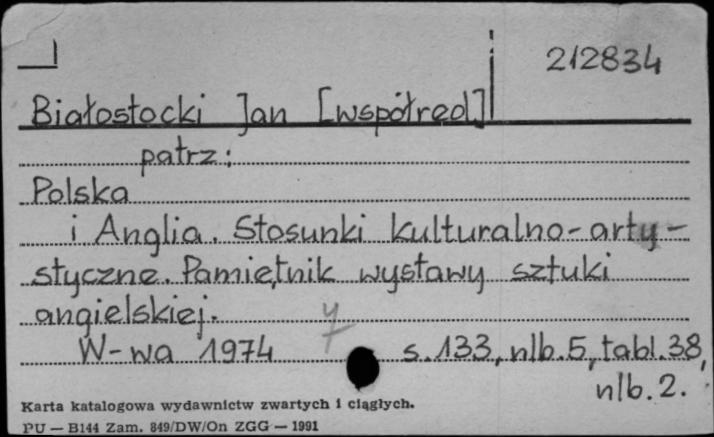 212834
Białostocki Jan [współred]
patrz:
Polska
i Anglia. Stosunki kulturalno-arty-
styczne. Pamiętnik wystawy sztuki
angielskiej.
W-wa 1974 s. 133, nlb. 5, tabl. 38,
nlb. 2.
Karta katalogowa wydawnictw zwartych i ciągłych.
PU — B144 Zam. 849/DW/On ZGG — 1991